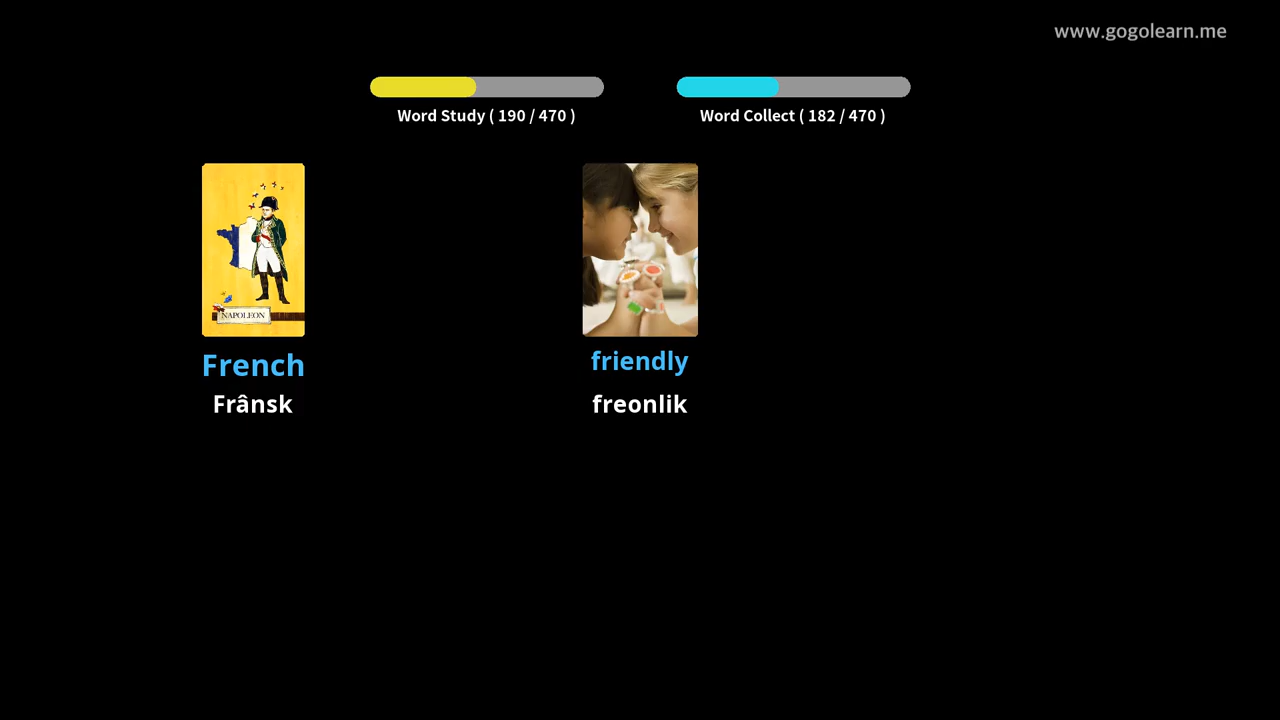 www.gogolearn.me
Word Study ( 190 / 470 )
Word Collect ( 182 / 470 )
NAPOLEON
French
friendly
Frânsk
freonlik